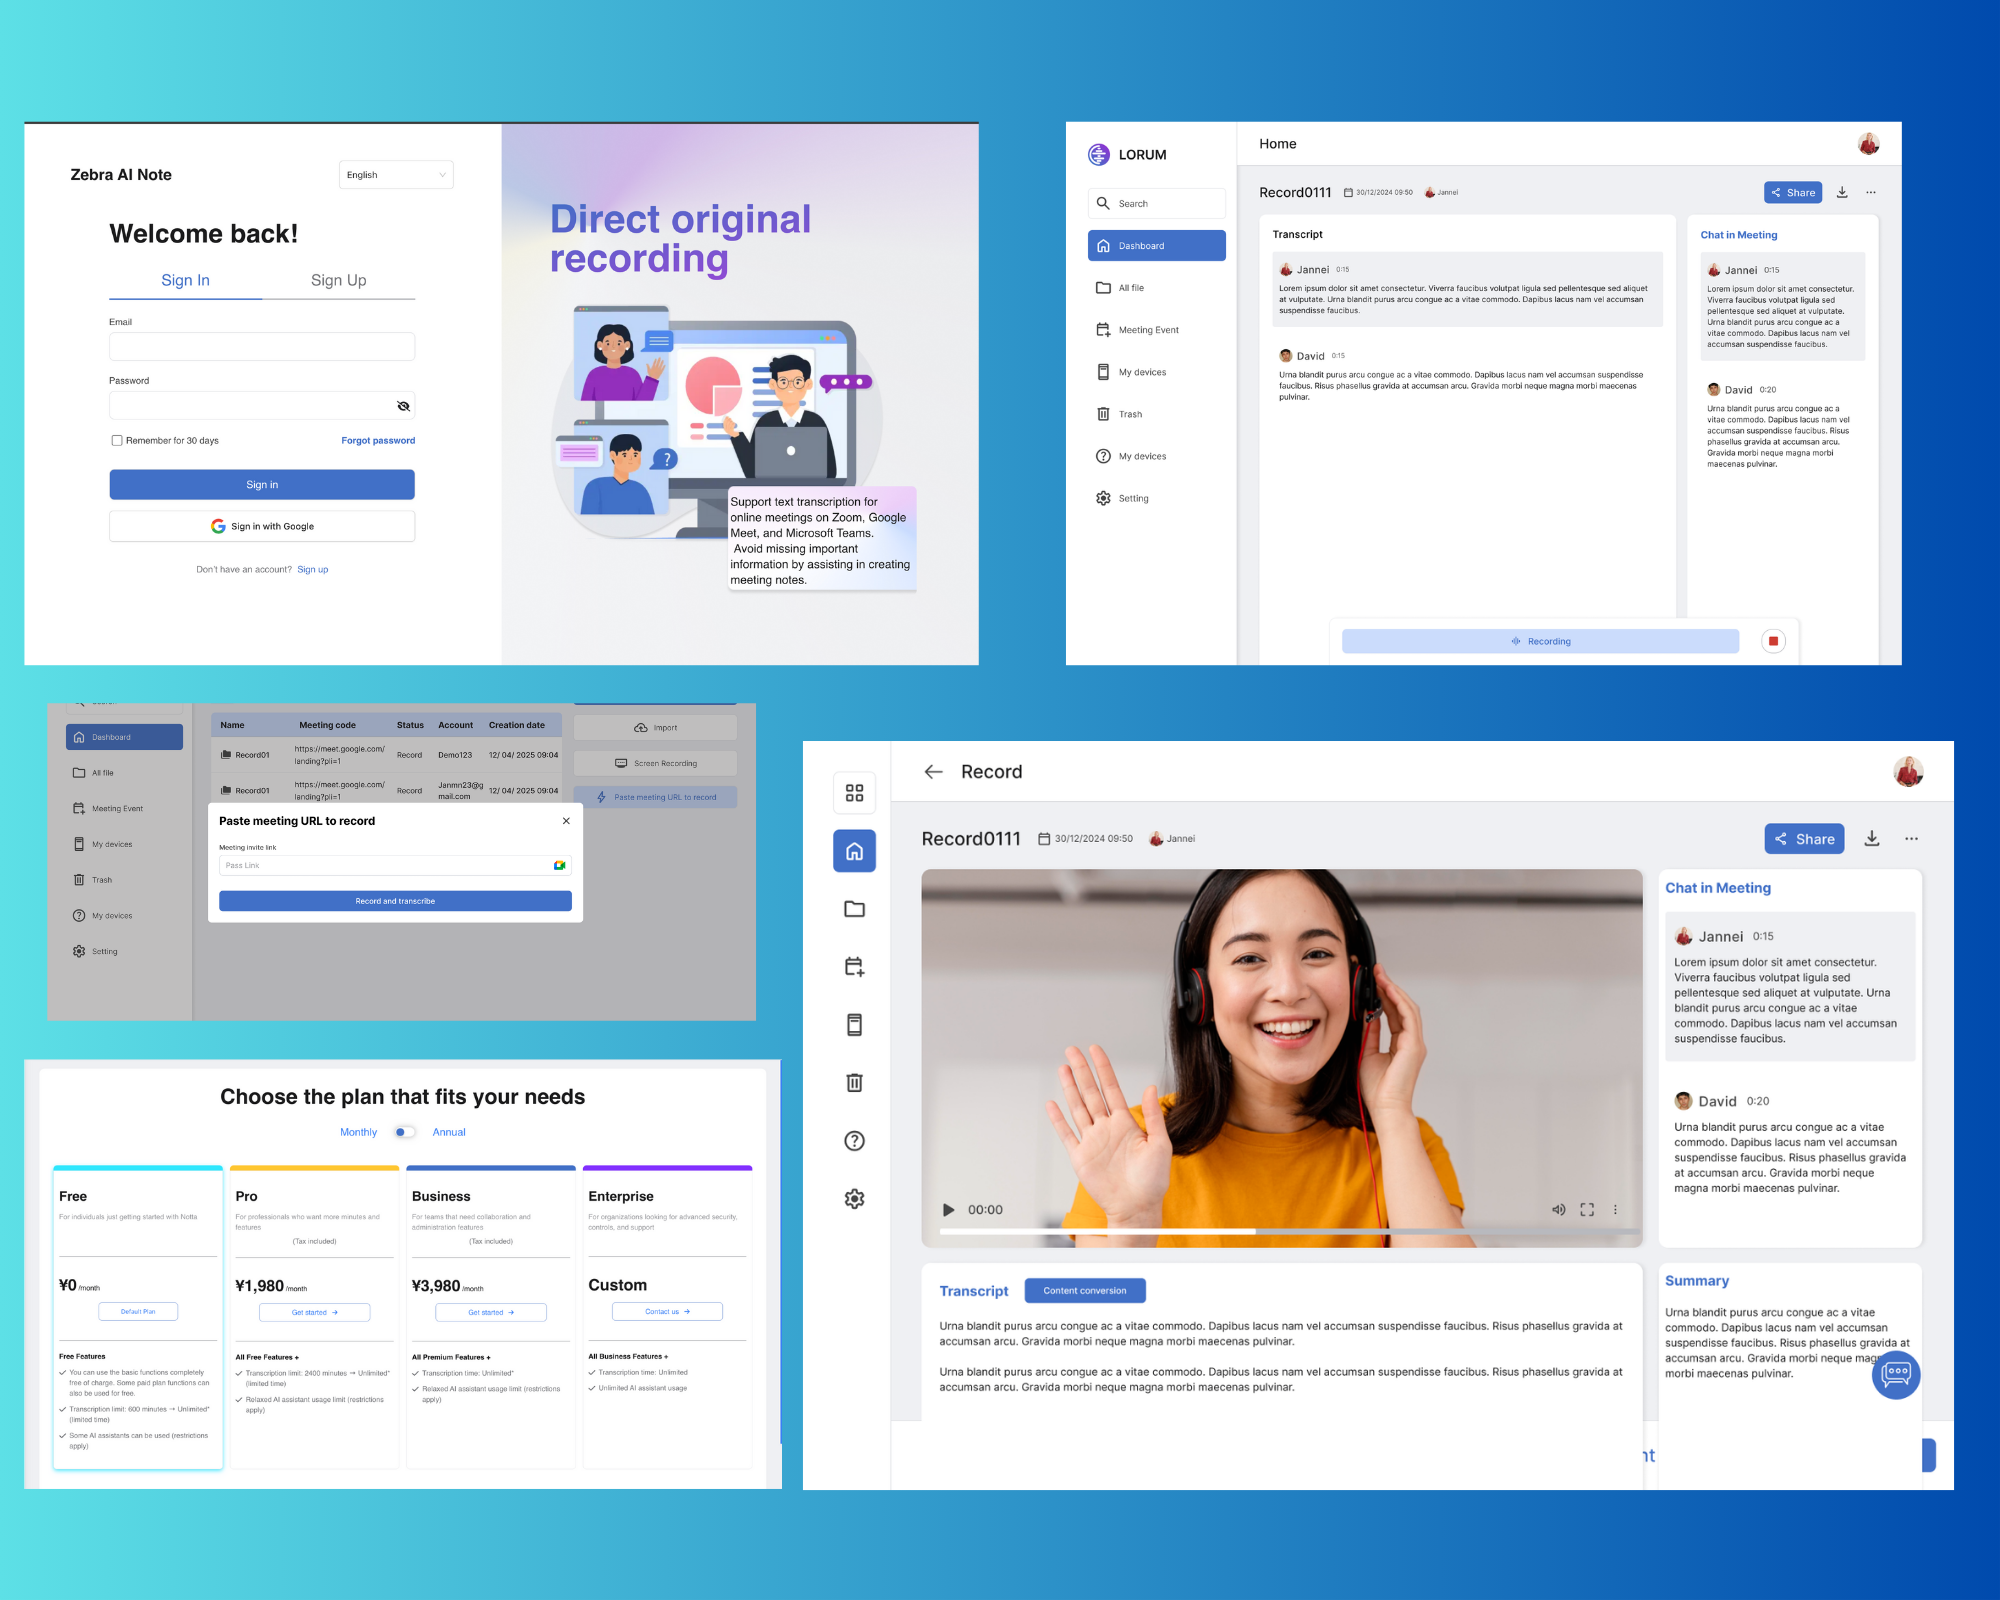 Zebra AI Note
English
Welcome back!
Sign In
Sign Up
Email
Password
Remember for 30 days
Forgot password
Sign in
Sign in with Google
Don't have an account? Sign up
Direct original
recording
Support text transcription for
online meetings on Zoom, Google
Meet, and Microsoft Teams.
Avoid missing important
information by assisting in creating
meeting notes.
LORUM
Search
Dashboard
All file
Meeting Event
My devices
Trash
My devices
Setting
Home
Record0111
30/12/2024 09:50
Jannei
Share
Transcript
Jannei 0:15
Lorem ipsum dolor sit amet consectetur. Viverra faucibus volutpat ligula sed pellentesque sed aliquet
at vulputate. Urna blandit purus arcu congue ac a vitae commodo. Dapibus lacus nam vel accumsan
suspendisse faucibus.
David 0:15
Urna blandit purus arcu congue ac a vitae commodo. Dapibus lacus nam vel accumsan suspendisse
faucibus. Risus phasellus gravida at accumsan arcu. Gravida morbi neque magna morbi maecenas
pulvinar.
Chat in Meeting
Jannei 0:15
Lorem ipsum dolor sit amet consectetur.
Viverra faucibus volutpat ligula sed
pellentesque sed aliquet at vulputate.
Urna blandit purus arcu congue ac a
vitae commodo. Dapibus lacus nam vel
accumsan suspendisse faucibus.
David 0:20
Urna blandit purus arcu congue ac a
vitae commodo. Dapibus lacus nam vel
accumsan suspendisse faucibus. Risus
phasellus gravida at accumsan arcu.
Gravida morbi neque magna morbi
maecenas pulvinar.
Recording
Dashboard
All file
Meeting Event
My devices
Trash
My devices
Setting
Name Meeting code Status Account Creation date
Record01 https://meet.google.com/landing?pli=1 Record Demo123 12/ 04/ 2025 09:04
Record01 https://meet.google.com/landing?pli=1 Record Janmn23@gmail.com 12/ 04/ 2025 09:04
Import
Screen Recording
Paste meeting URL to record
Paste meeting URL to record
Meeting invite link
Pass Link
Record and transcribe
Choose the plan that fits your needs
Monthly
Annual
Free
For individuals just getting started with Notta
¥0 /month
Default Plan
Free Features
You can use the basic functions completely
free of charge. Some paid plan functions can
also be used for free.
Transcription limit: 600 minutes → Unlimited*
(limited time)
Some AI assistants can be used (restrictions
apply)
Pro
For professionals who want more minutes and
features
(Tax included)
¥1,980 /month
Get started →
All Free Features +
Transcription limit: 2400 minutes → Unlimited*
(limited time)
Relaxed AI assistant usage limit (restrictions
apply)
Business
For teams that need collaboration and
administration features
(Tax included)
¥3,980 /month
Get started →
All Premium Features +
Transcription time: Unlimited*
Relaxed AI assistant usage limit (restrictions
apply)
Enterprise
For organizations looking for advanced security,
controls, and support
Custom
Contact us →
All Business Features +
Transcription time: Unlimited
Unlimited AI assistant usage
Record
Record0111
30/12/2024 09:50
Jannei
Share
00:00
Chat in Meeting
Jannei 0:15
Lorem ipsum dolor sit amet consectetur.
Viverra faucibus volutpat ligula sed
pellentesque sed aliquet at vulputate. Urna
blandit purus arcu congue ac a vitae
commodo. Dapibus lacus nam vel accumsan
suspendisse faucibus.
David 0:20
Urna blandit purus arcu congue ac a vitae
commodo. Dapibus lacus nam vel accumsan
suspendisse faucibus. Risus phasellus gravida
at accumsan arcu. Gravida morbi neque
magna morbi maecenas pulvinar.
Transcript
Content conversion
Urna blandit purus arcu congue ac a vitae commodo. Dapibus lacus nam vel accumsan suspendisse faucibus. Risus phasellus gravida at
accumsan arcu. Gravida morbi neque magna morbi maecenas pulvinar.
Urna blandit purus arcu congue ac a vitae commodo. Dapibus lacus nam vel accumsan suspendisse faucibus. Risus phasellus gravida at
accumsan arcu. Gravida morbi neque magna morbi maecenas pulvinar.
Summary
Urna blandit purus arcu congue ac a vitae
commodo. Dapibus lacus nam vel accumsan
suspendisse faucibus. Risus phasellus gravida at
accumsan arcu. Gravida morbi neque
morbi maecenas pulvinar.